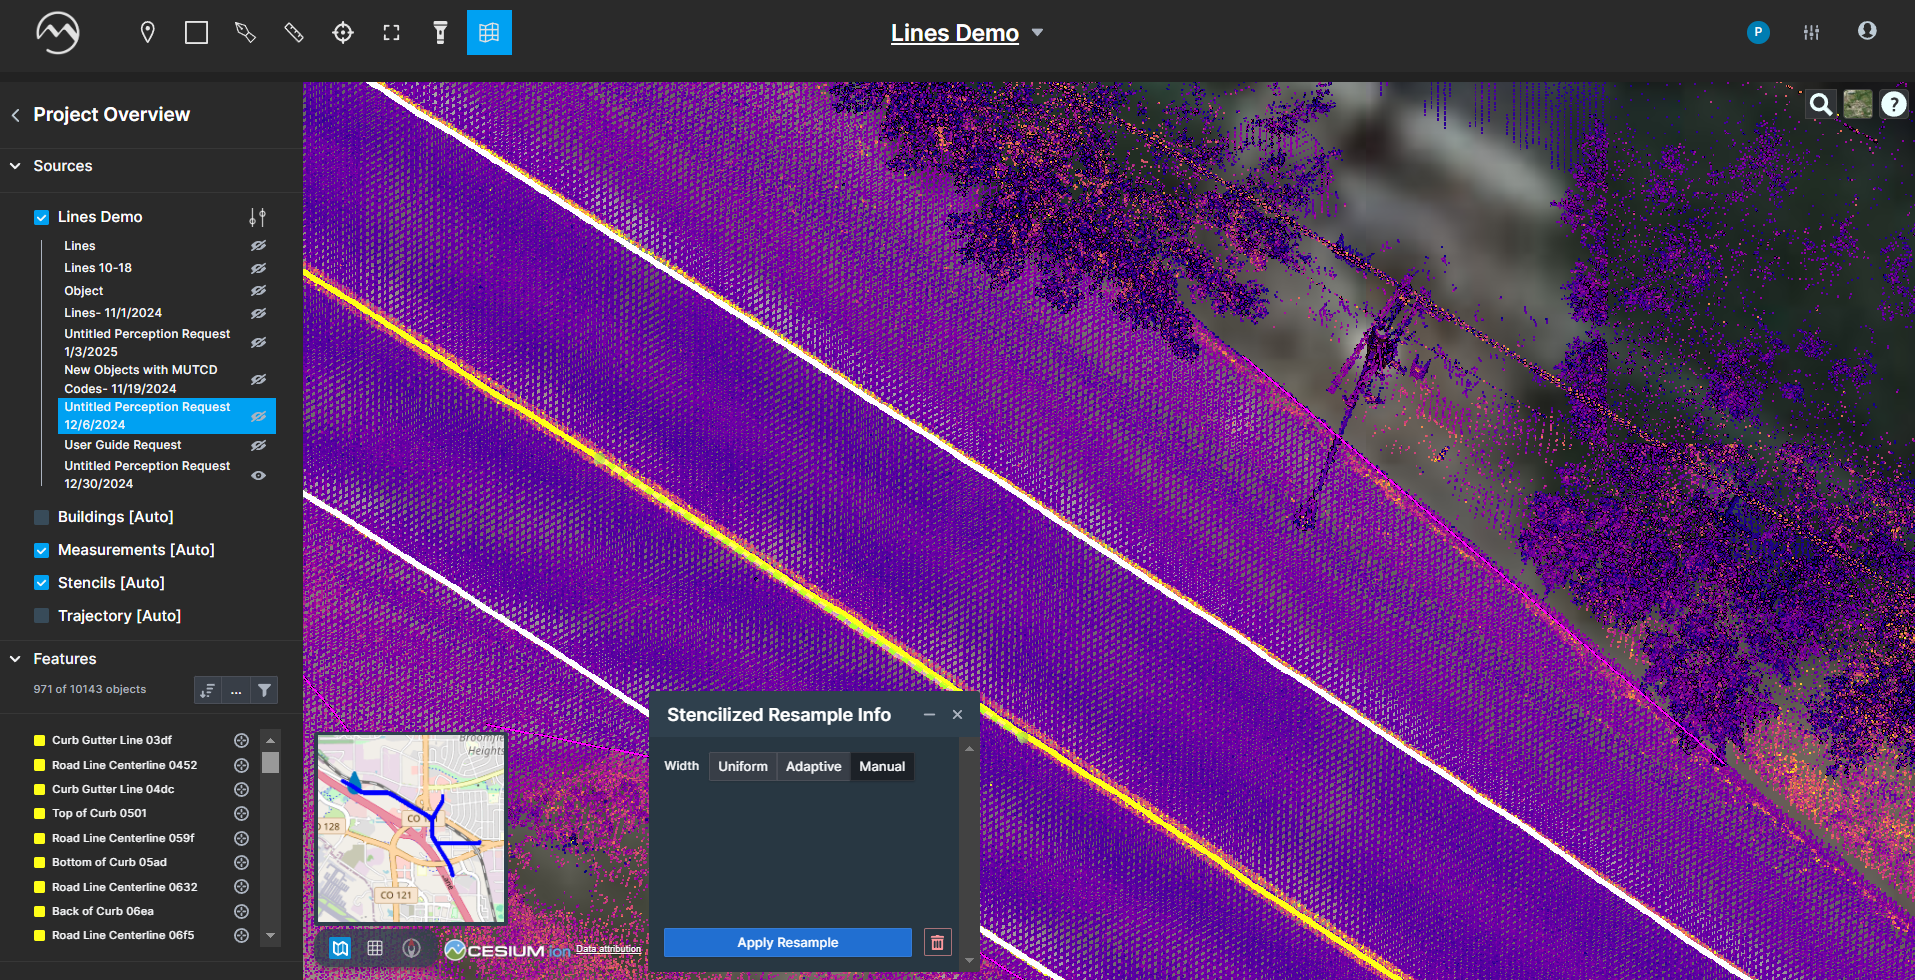 Lines Demo
P
Project Overview
Sources
Lines Demo
Lines
Lines 10-18
Object
Lines- 11/1/2024
Untitled Perception Request
1/3/2025
New Objects with MUTCD
Codes- 11/19/2024
Untitled Perception Request
12/6/2024
User Guide Request
Untitled Perception Request
12/30/2024
Buildings [Auto]
Measurements [Auto]
Stencils [Auto]
Trajectory [Auto]
Features
971 of 10143 objects
...
Curb Gutter Line 03df
Road Line Centerline 0452
Curb Gutter Line 04dc
Top of Curb 0501
Road Line Centerline 059f
Bottom of Curb 05ad
Road Line Centerline 0632
Back of Curb 06ea
Road Line Centerline 06f5
?
Heights
CO
128
CO 121
CESIUM ion
Data attribution
Stencilized Resample Info
Width
Uniform
Adaptive
Manual
Apply Resample